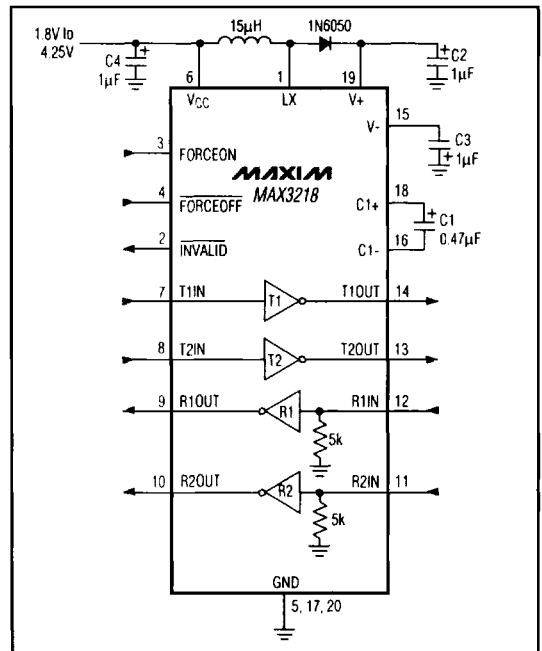 1.8V to
4.25V
C4
+
1µF
15µH
1N6050
+
C2
1µF
6
VCC
1
LX
19
V+
V-
15
C3
+
1µF
3
FORCEON
MAXIM
MAX3218
4
FORCEOFF
2
INVALID
18
C1+
+
C1
0.47µF
16
C1-
7
T1IN
T1
T1OUT
14
8
T2IN
T2
T2OUT
13
9
R1OUT
R1
R1IN
12
5k
10
R2OUT
R2
R2IN
11
5k
GND
5, 17, 20